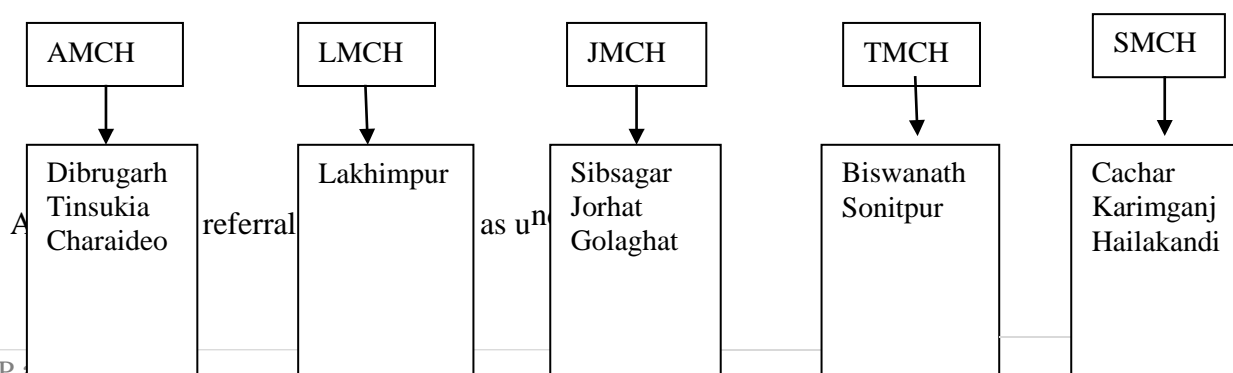 AMCH
LMCH
JMCH
TMCH
SMCH
Dibrugarh
Tinsukia
Charaideo
Lakhimpur
Sibsagar
Jorhat
Golaghat
Biswanath
Sonitpur
Cachar
Karimganj
Hailakandi
referral
as